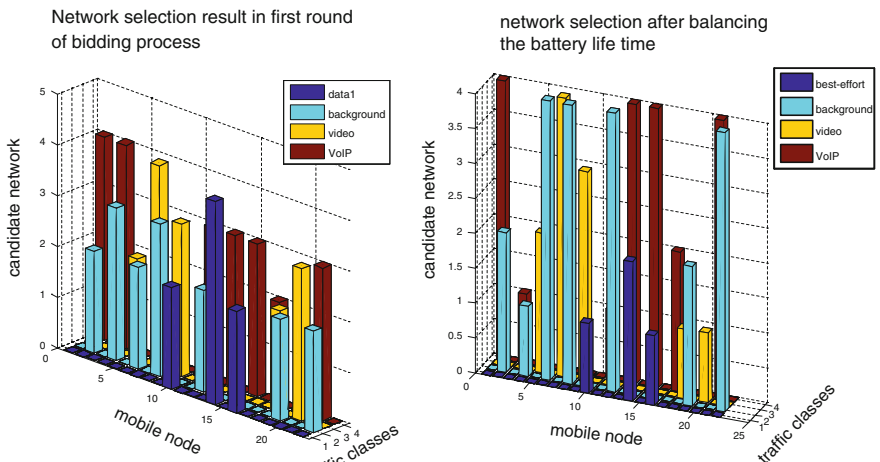 Network selection result in first round
of bidding process
data1
background
video
VoIP
candidate network
5
4
3
2
1
0
0
5
10
15
20
mobile node
1 2 3 4
traffic classes
network selection after balancing
the battery life time
best-effort
background
video
VoIP
candidate network
4
3.5
3
2.5
2
1.5
1
0.5
0
0
5
10
15
20
25
mobile node
1 2 3 4
traffic classes